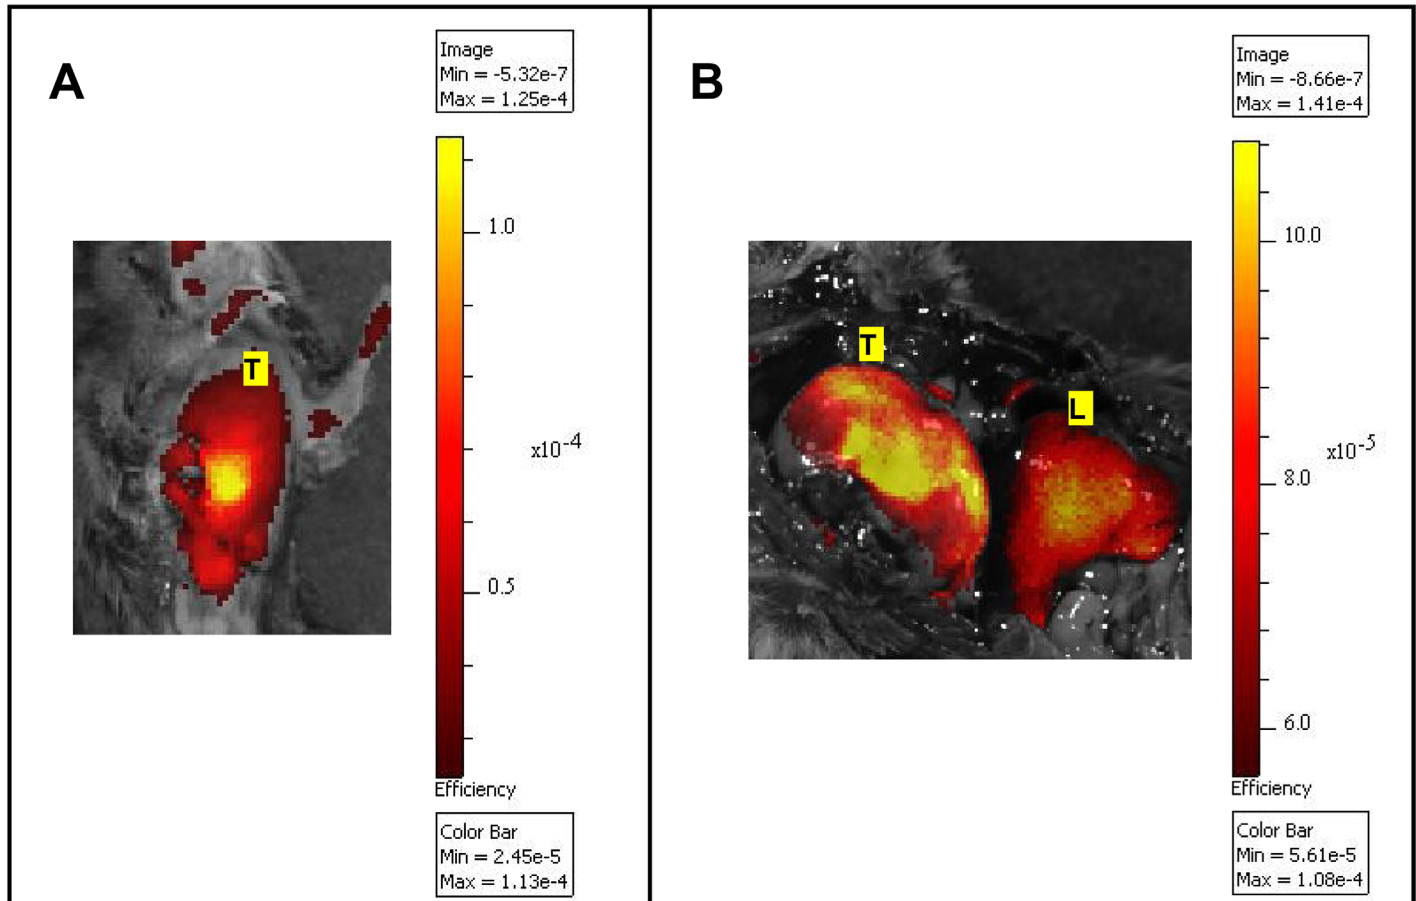 A
Image
Min = -5.32e-7
Max = 1.25e-4
1.0
x10-4
0.5
Efficiency
Color Bar
Min = 2.45e-5
Max = 1.13e-4
T
B
Image
Min = -8.66e-7
Max = 1.41e-4
10.0
8.0
x10-5
6.0
Efficiency
Color Bar
Min = 5.61e-5
Max = 1.08e-4
T
L